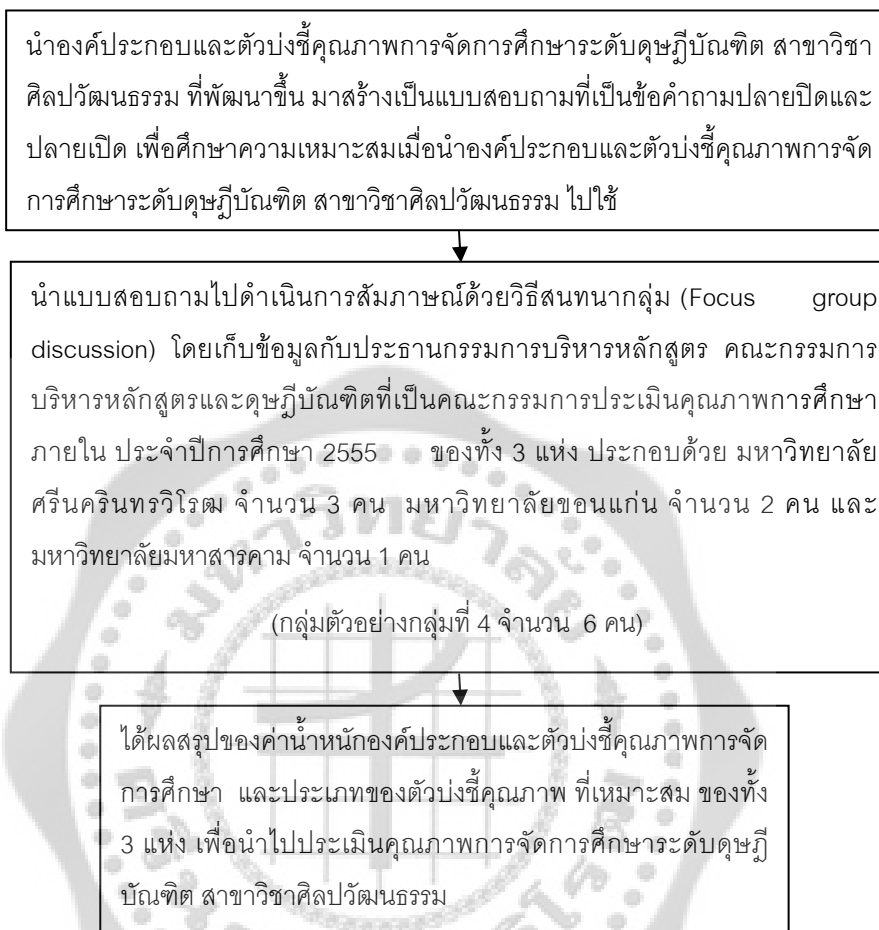 นำองค์ประกอบและตัวบ่งชี้คุณภาพการจัดการศึกษาระดับดุษฎีบัณฑิต สาขาวิชา
ศิลปวัฒนธรรม ที่พัฒนาขึ้น มาสร้างเป็นแบบสอบถามที่เป็นข้อคำถามปลายปิดและ
ปลายเปิด เพื่อศึกษาความเหมาะสมเมื่อนำองค์ประกอบและตัวบ่งชี้คุณภาพการจัด
การศึกษาระดับดุษฎีบัณฑิต สาขาวิชาศิลปวัฒนธรรม ไปใช้
นำแบบสอบถามไปดำเนินการสัมภาษณ์ด้วยวิธีสนทนากลุ่ม (Focus group
discussion) โดยเก็บข้อมูลกับประธานกรรมการบริหารหลักสูตร คณะกรรมการ
บริหารหลักสูตรและดุษฎีบัณฑิตที่เป็นคณะกรรมการประเมินคุณภาพการศึกษา
ภายใน ประจำปีการศึกษา 2555 ของทั้ง 3 แห่ง ประกอบด้วย มหาวิทยาลัย
ศรีนครินทรวิโรฒ จำนวน 3 คน มหาวิทยาลัยขอนแก่น จำนวน 2 คน และ
มหาวิทยาลัยมหาสารคาม จำนวน 1 คน
(กลุ่มตัวอย่างกลุ่มที่ 4 จำนวน 6 คน)
ได้ผลสรุปของค่าน้ำหนักองค์ประกอบและตัวบ่งชี้คุณภาพการจัด
การศึกษา และประเภทของตัวบ่งชี้คุณภาพ ที่เหมาะสม ของทั้ง
3 แห่ง เพื่อนำไปประเมินคุณภาพการจัดการศึกษาระดับดุษฎี
บัณฑิต สาขาวิชาศิลปวัฒนธรรม